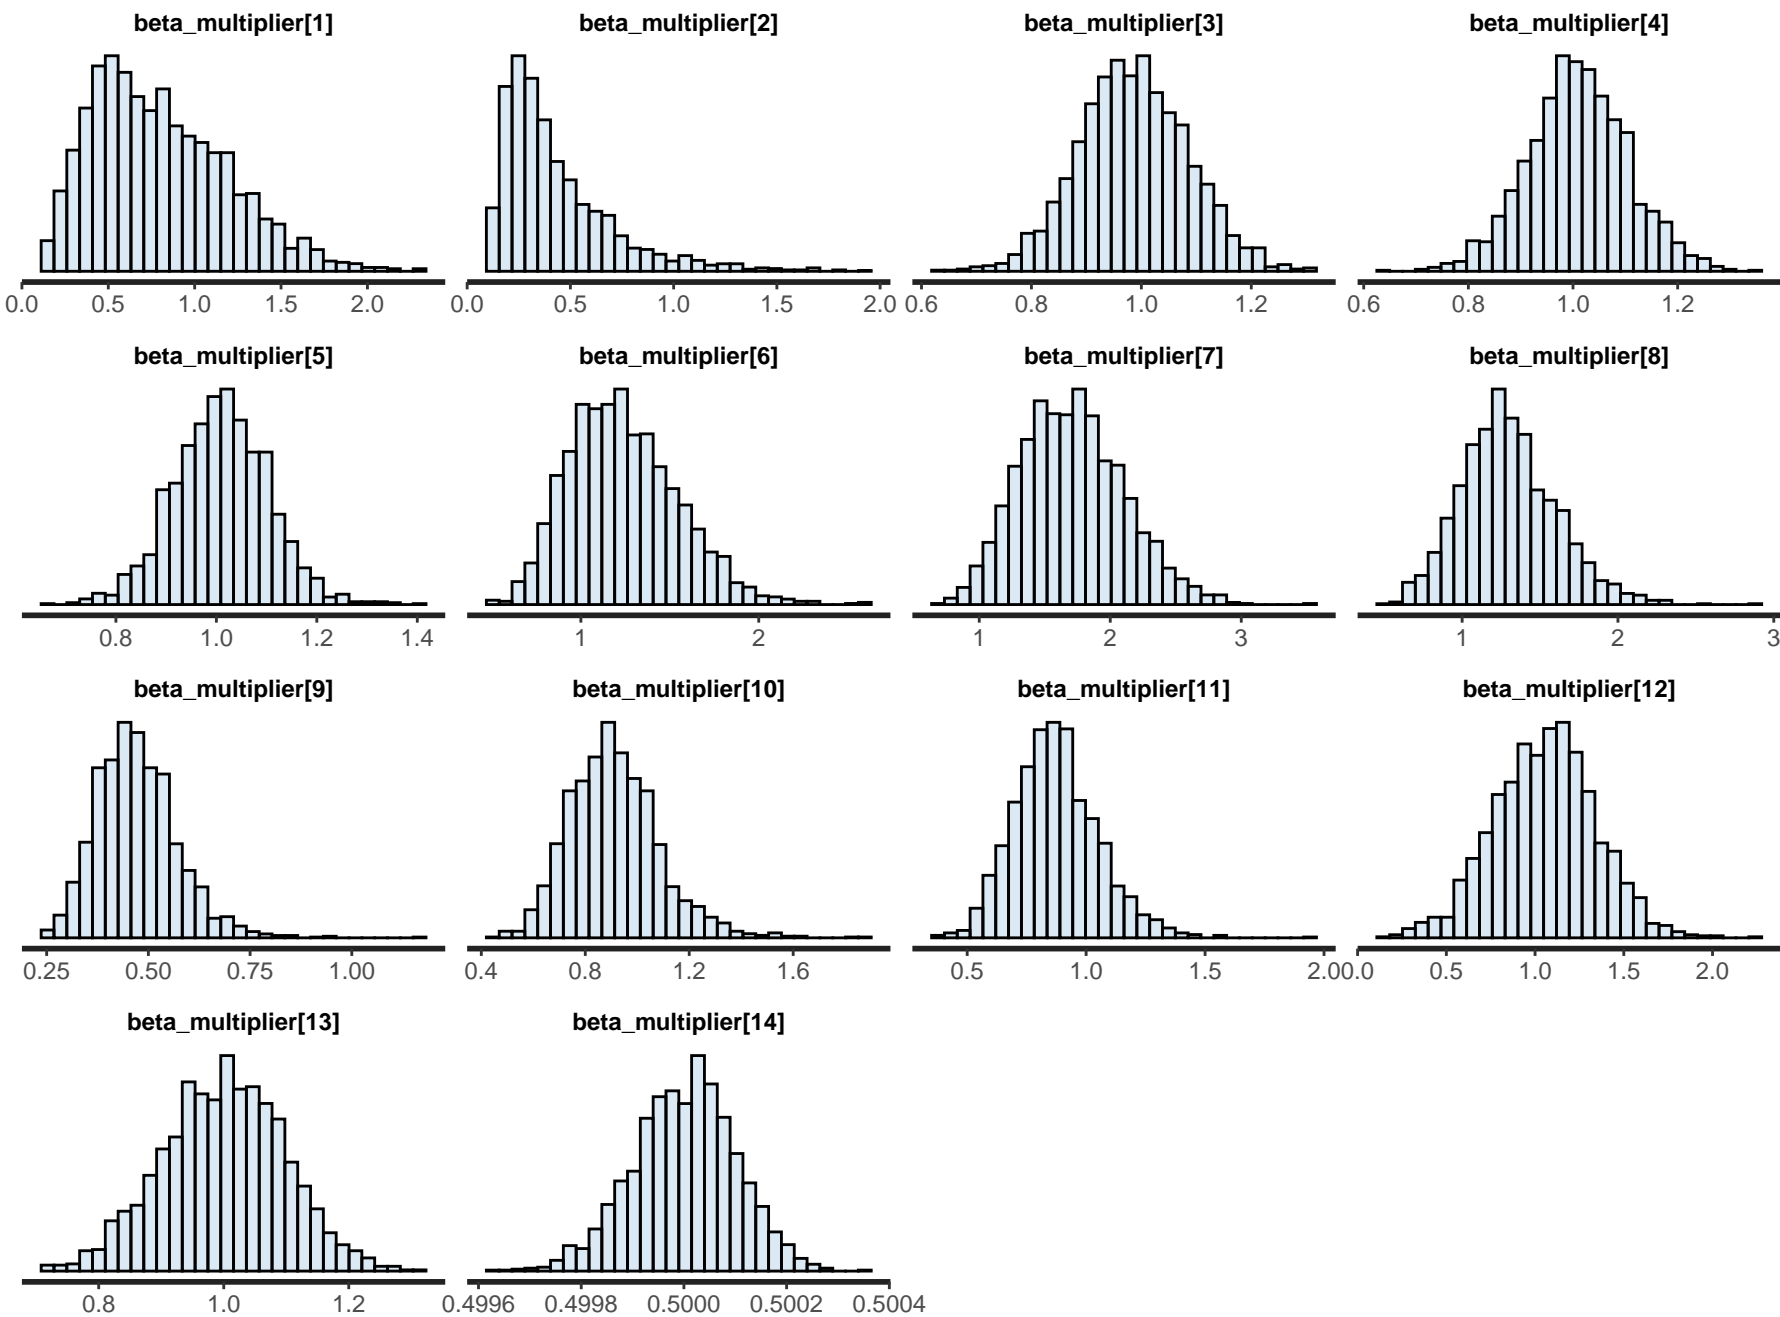 beta_multiplier[1] beta_multiplier[2] beta_multiplier[3] beta_multiplier[4]
0.0 0.5 1.0 1.5 2.0 0.0 0.5 1.0 1.5 2.0 0.6 0.8 1.0 1.2 0.6 0.8 1.0 1.2
beta_multiplier[5] beta_multiplier[6] beta_multiplier[7] beta_multiplier[8]
0.8 1.0 1.2 1.4 1 2 1 2 3 1 2 3
beta_multiplier[9] beta_multiplier[10] beta_multiplier[11] beta_multiplier[12]
0.25 0.50 0.75 1.00 0.4 0.8 1.2 1.6 0.5 1.0 1.5 2.0 0.0 0.5 1.0 1.5 2.0
beta_multiplier[13] beta_multiplier[14]
0.8 1.0 1.2 0.4996 0.4998 0.5000 0.5002 0.5004